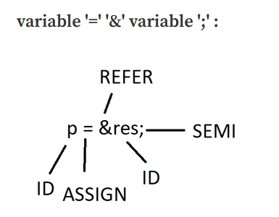 variable '=' '&' variable ';' :
REFER
p = &res; SEMI
ID ASSIGN ID